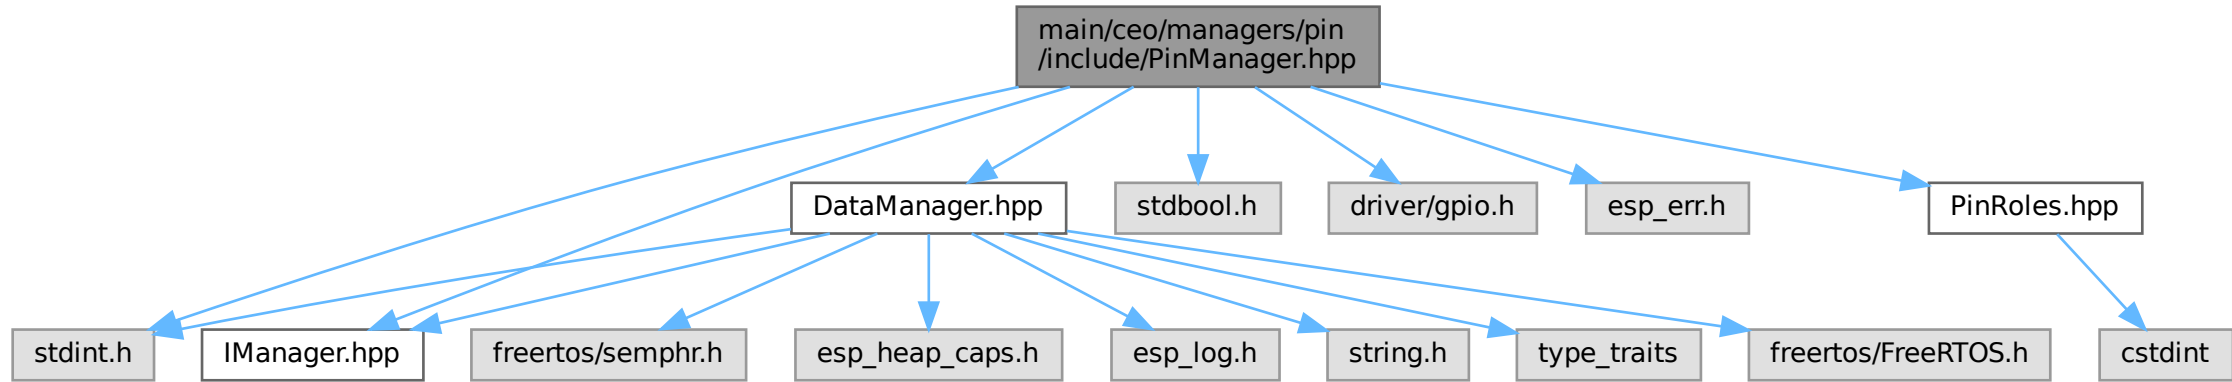 main/ceo/managers/pin
/include/PinManager.hpp
DataManager.hpp
stdbool.h
driver/gpio.h
esp_err.h
PinRoles.hpp
stdint.h
IManager.hpp
freertos/semphr.h
esp_heap_caps.h
esp_log.h
string.h
type_traits
freertos/FreeRTOS.h
cstdint